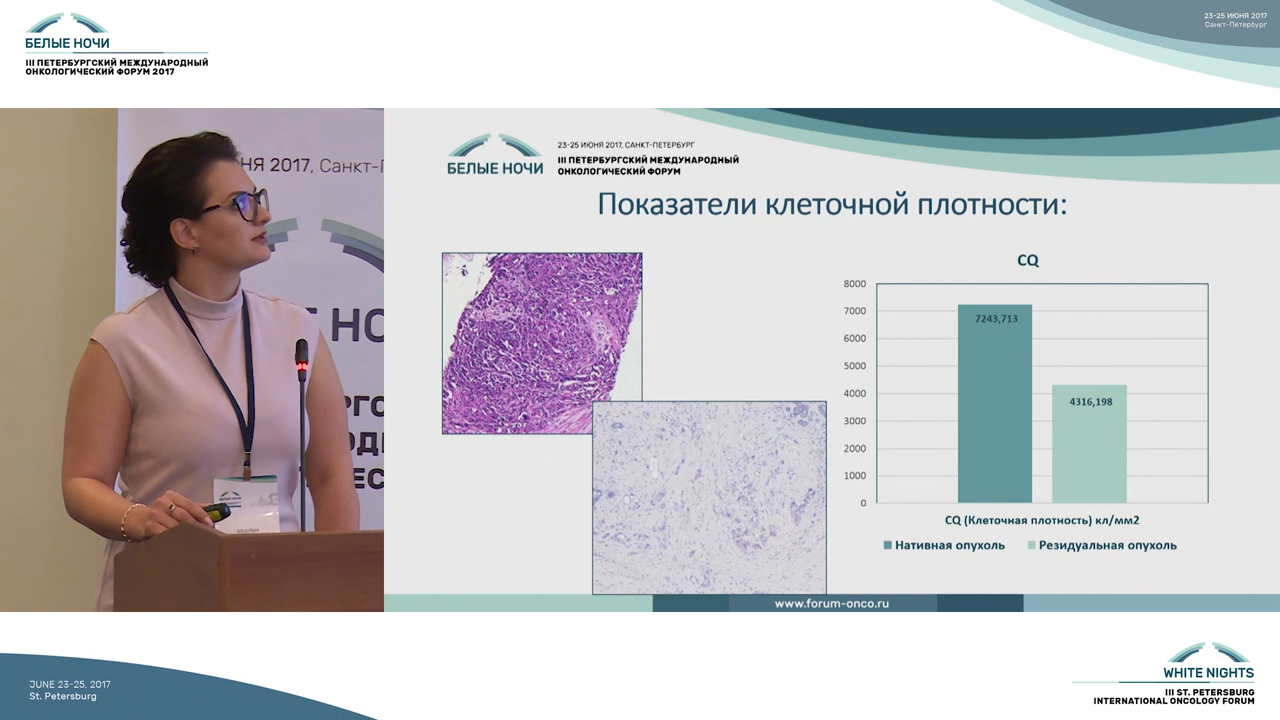 БЕЛЫЕ НОЧИ
III ПЕТЕРБУРГСКИЙ МЕЖДУНАРОДНЫЙ
ОНКОЛОГИЧЕСКИЙ ФОРУМ 2017
23-25 ИЮНЯ 2017
Санкт-Петербург
НЯ 2017, Санкт-
23-25 ИЮНЯ 2017, САНКТ-ПЕТЕРБУРГ
БЕЛЫЕ НОЧИ
III ПЕТЕРБУРГСКИЙ МЕЖДУНАРОДНЫЙ
ОНКОЛОГИЧЕСКИЙ ФОРУМ
Показатели клеточной плотности:
CQ
8000
7000
6000
5000
4000
3000
2000
1000
0
7243,713
4316,198
CQ (Клеточная плотность) кл/мм2
Нативная опухоль
Резидуальная опухоль
www.forum-onco.ru
JUNE 23-25, 2017
St. Petersburg
WHITE NIGHTS
III ST. PETERSBURG
INTERNATIONAL ONCOLOGY FORUM